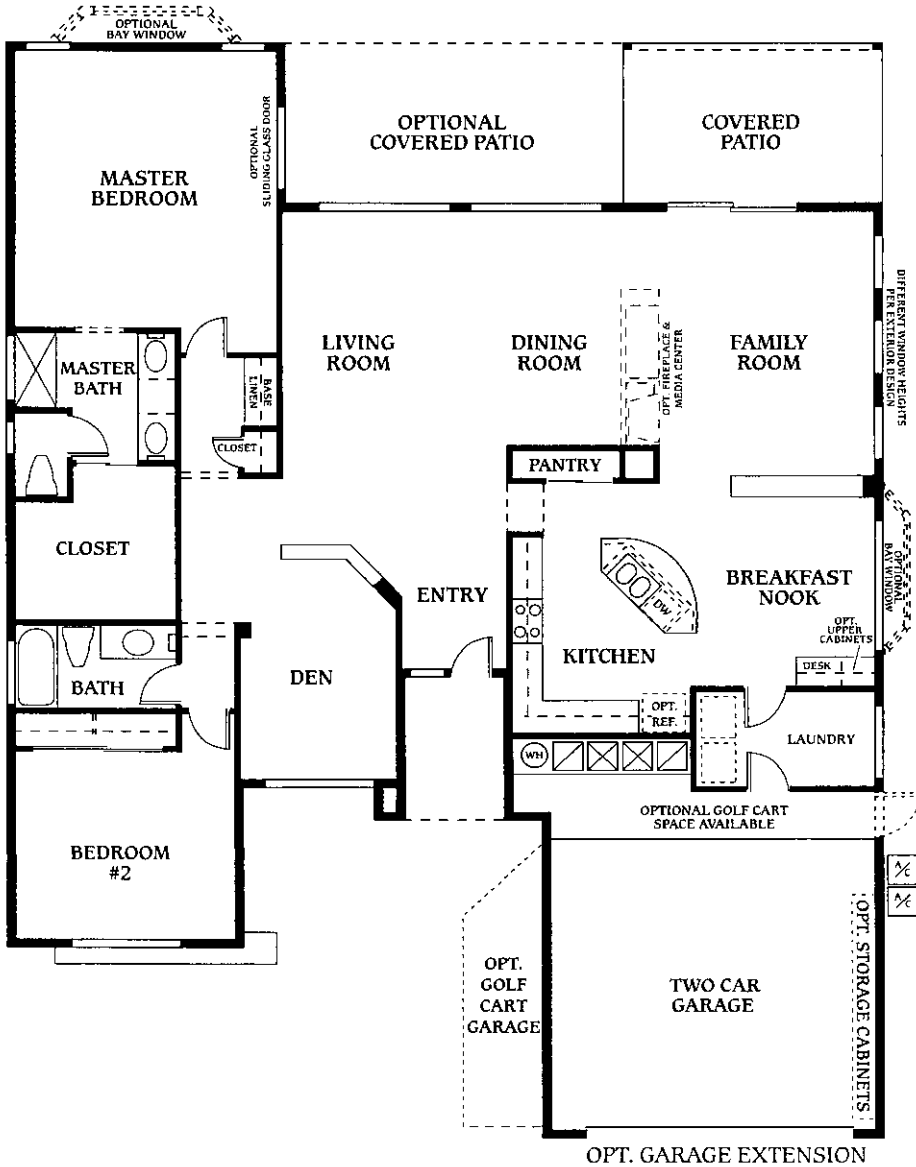 OPTIONAL
BAY WINDOW
OPTIONAL
COVERED PATIO
COVERED
PATIO
OPTIONAL
SLIDING GLASS DOOR
MASTER
BEDROOM
DIFFERENT WINDOW HEIGHTS
PER EXTERIOR DESIGN
LIVING
ROOM
DINING
ROOM
OPT. FIREPLACE &
MEDIA CENTER
FAMILY
ROOM
MASTER
BATH
BASE
LINEN
CLOSET
PANTRY
CLOSET
ENTRY
DW
BREAKFAST
NOOK
OPTIONAL
BAY WINDOW
OPT.
UPPER
CABINETS
KITCHEN
DESK
BATH
DEN
OPT.
REF.
LAUNDRY
WH
OPTIONAL GOLF CART
SPACE AVAILABLE
BEDROOM
#2
A/C
A/C
OPT.
GOLF
CART
GARAGE
TWO CAR
GARAGE
OPT. STORAGE CABINETS
OPT. GARAGE EXTENSION